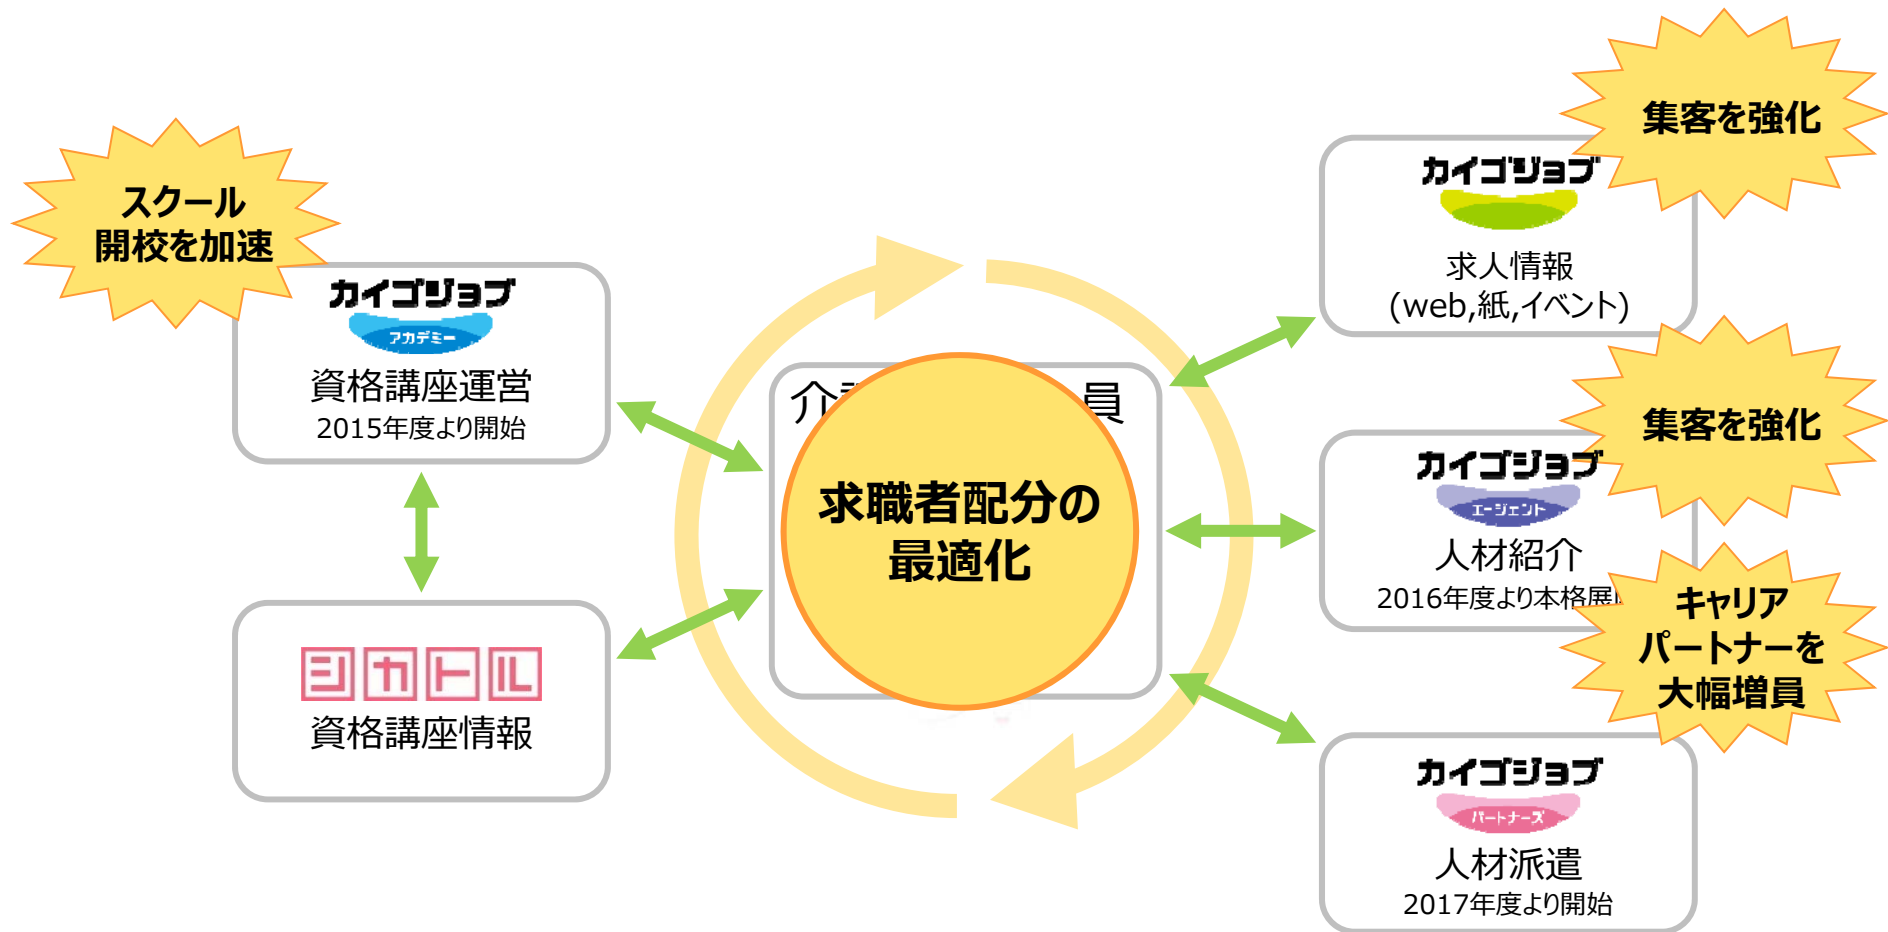 スクール
開校を加速
カイゴジョブ
アカデミー
資格講座運営
2015年度より開始
シカトル
資格講座情報
介
員
求職者配分の
最適化
集客を強化
カイゴジョブ
求人情報
(web,紙,イベント)
集客を強化
カイゴジョブ
エージェント
人材紹介
2016年度より本格展
キャリア
パートナーを
大幅増員
カイゴジョブ
パートナーズ
人材派遣
2017年度より開始